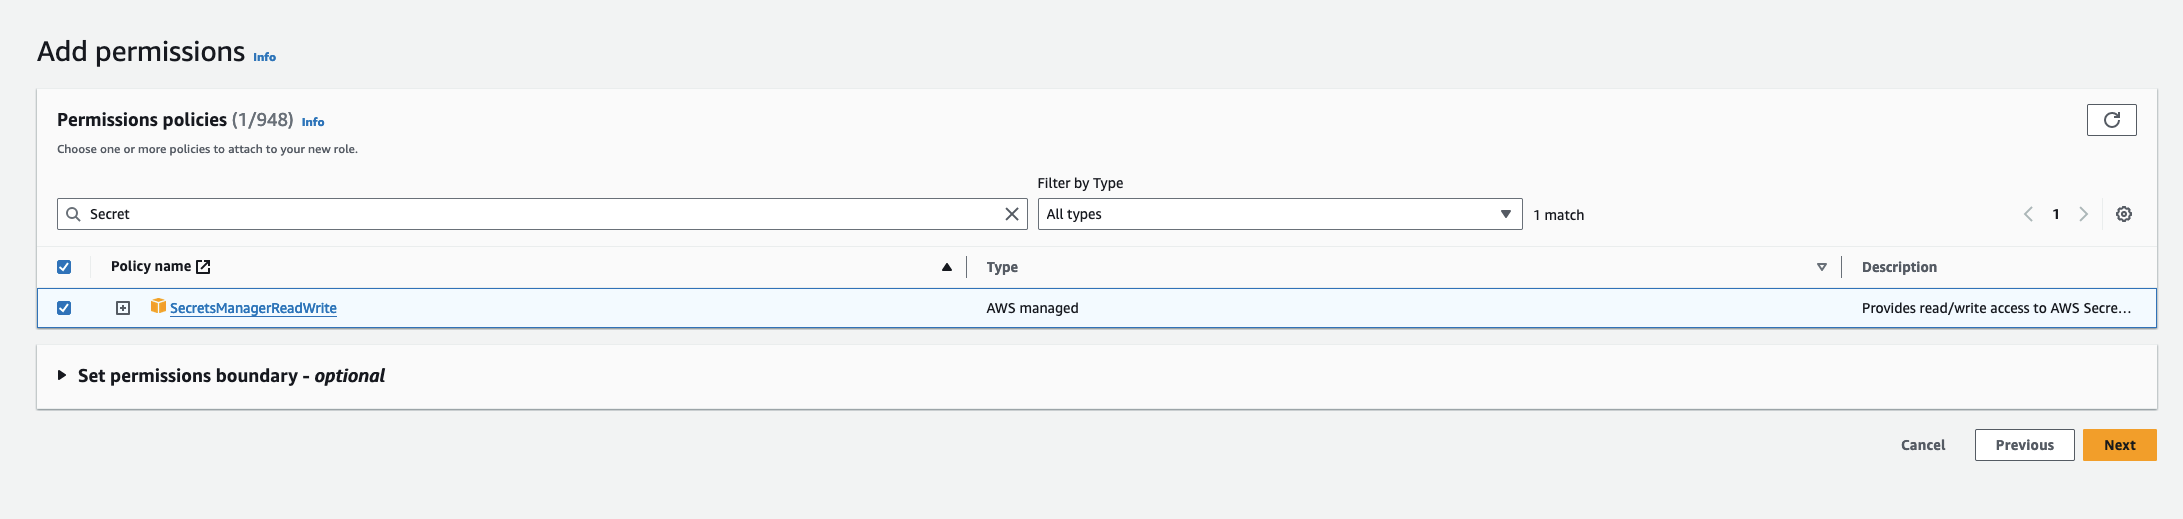 Add permissions Info
Permissions policies (1/948) Info
Choose one or more policies to attach to your new role.
Filter by Type
Secret
All types
1 match
1
Policy name
Type
Description
SecretsManagerReadWrite
AWS managed
Provides read/write access to AWS Secre...
Set permissions boundary - optional
Cancel
Previous
Next